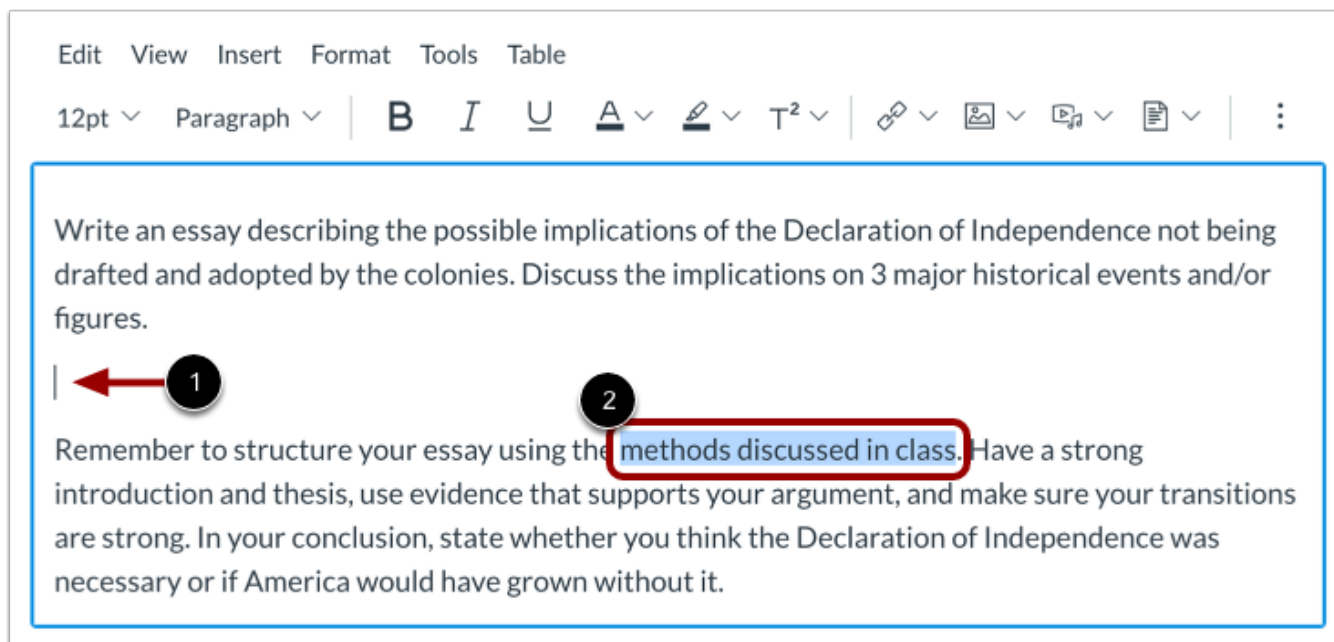 Edit View Insert Format Tools Table
12pt Paragraph B I U A T²
Write an essay describing the possible implications of the Declaration of Independence not being
drafted and adopted by the colonies. Discuss the implications on 3 major historical events and/or
figures.
1
2
Remember to structure your essay using the methods discussed in class. Have a strong
introduction and thesis, use evidence that supports your argument, and make sure your transitions
are strong. In your conclusion, state whether you think the Declaration of Independence was
necessary or if America would have grown without it.